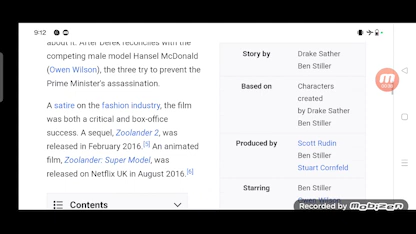 9:12
about it. After Derek reconciles with the
competing male model Hansel McDonald
(Owen Wilson), the three try to prevent the
Prime Minister's assassination.
A satire on the fashion industry, the film
was both a critical and box-office
success. A sequel, Zoolander 2, was
released in February 2016.[5] An animated
film, Zoolander: Super Model, was
released on Netflix UK in August 2016.[6]
Contents
Story by Drake Sather
Ben Stiller
Based on Characters
created
by Drake Sather
Ben Stiller
Produced by Scott Rudin
Ben Stiller
Stuart Cornfeld
Starring Ben Stiller
Owen Wilson
Recorded by Mobizen